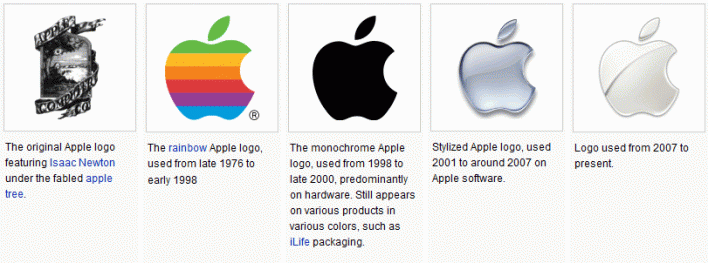 APPLE C
COMPUTER
CO
®
The original Apple logo
featuring Isaac Newton
under the fabled apple
tree.
The rainbow Apple logo,
used from late 1976 to
early 1998
The monochrome Apple
logo, used from 1998 to
late 2000, predominantly
on hardware. Still appears
on various products in
various colors, such as
iLife packaging.
Stylized Apple logo, used
2001 to around 2007 on
Apple software.
Logo used from 2007 to
present.